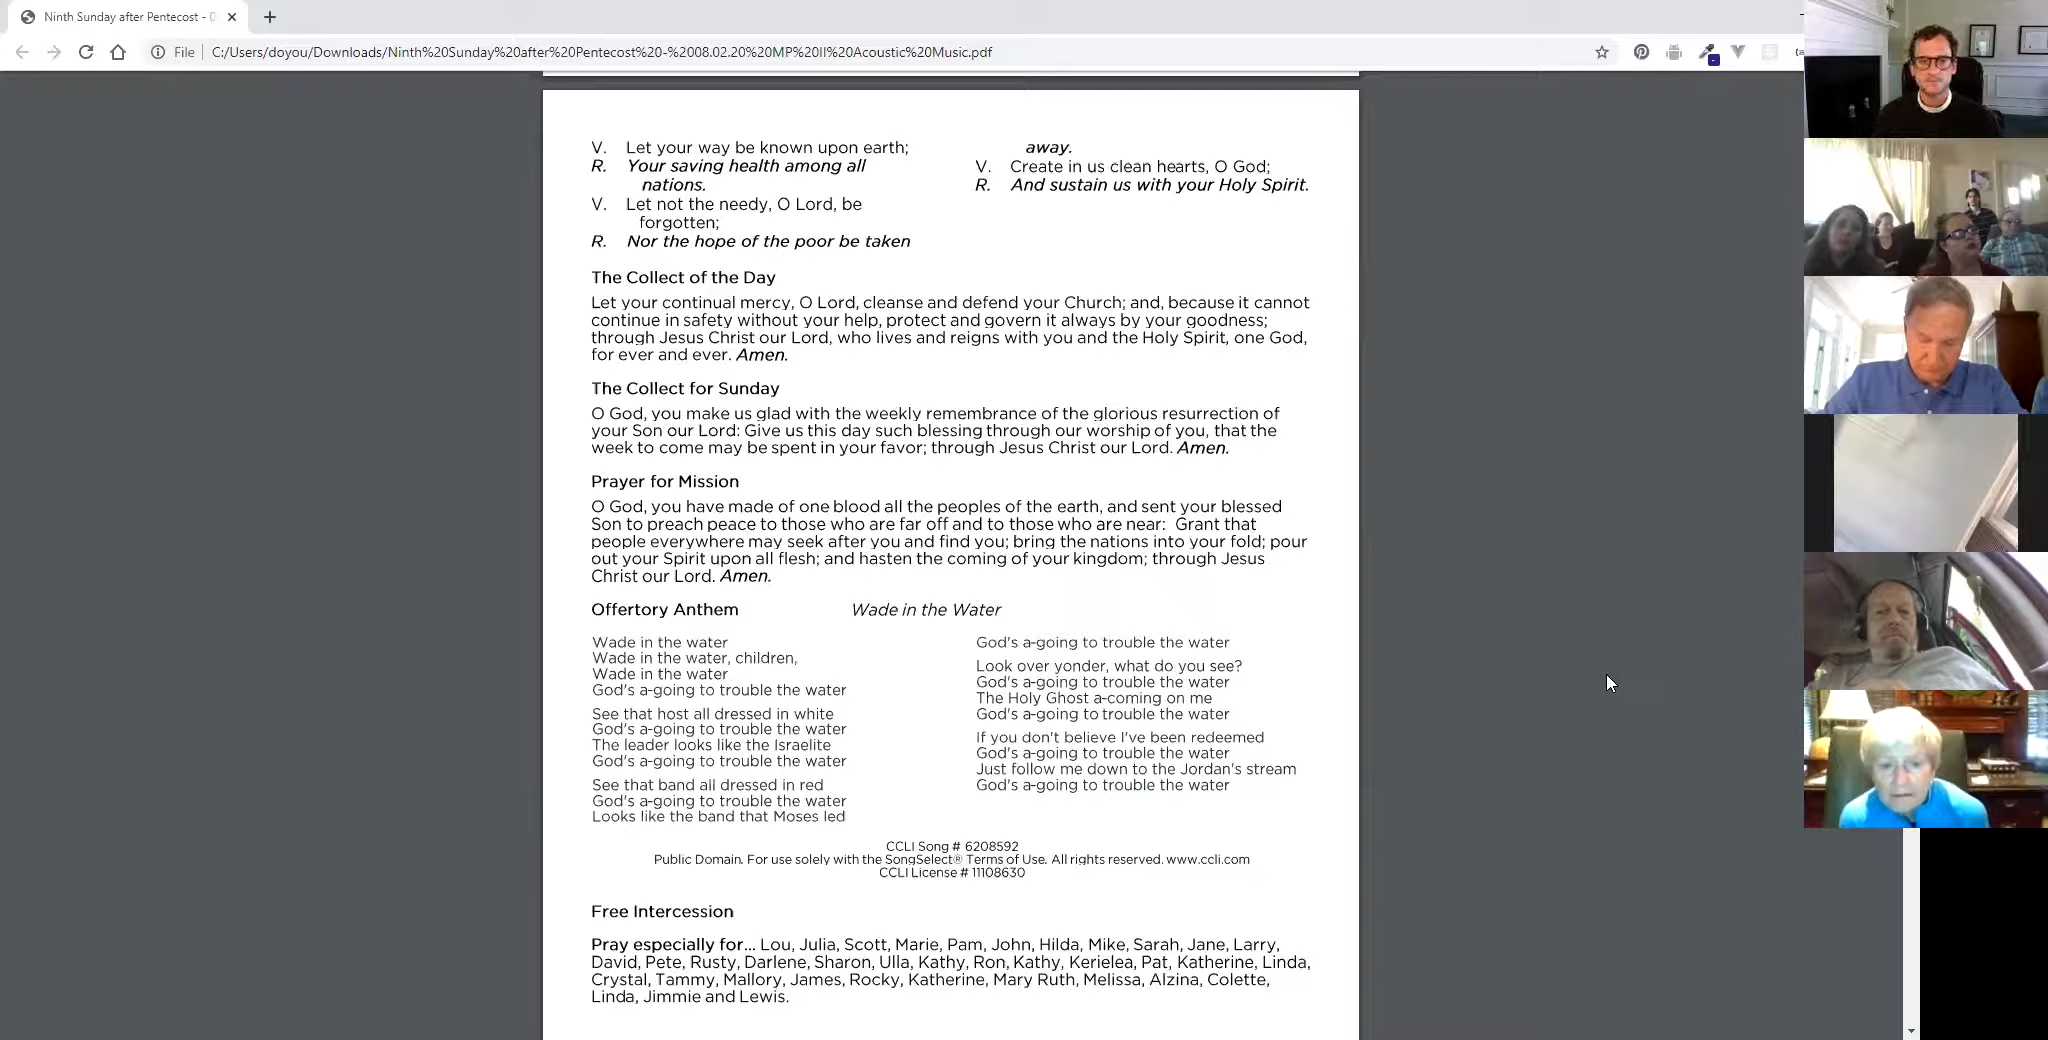 Ninth Sunday after Pentecost - 0
File
C:/Users/doyou/Downloads/Ninth%20Sunday%20after%20Pentecost%20-%2008.02.20%20MP%20II%20Acoustic%20Music.pdf
V. Let your way be known upon earth;
R. Your saving health among all
nations.
V. Let not the needy, O Lord, be
forgotten;
R. Nor the hope of the poor be taken
away.
V. Create in us clean hearts, O God;
R. And sustain us with your Holy Spirit.
The Collect of the Day
Let your continual mercy, O Lord, cleanse and defend your Church; and, because it cannot
continue in safety without your help, protect and govern it always by your goodness;
through Jesus Christ our Lord, who lives and reigns with you and the Holy Spirit, one God,
for ever and ever. Amen.
The Collect for Sunday
O God, you make us glad with the weekly remembrance of the glorious resurrection of
your Son our Lord: Give us this day such blessing through our worship of you, that the
week to come may be spent in your favor; through Jesus Christ our Lord. Amen.
Prayer for Mission
O God, you have made of one blood all the peoples of the earth, and sent your blessed
Son to preach peace to those who are far off and to those who are near: Grant that
people everywhere may seek after you and find you; bring the nations into your fold; pour
out your Spirit upon all flesh; and hasten the coming of your kingdom; through Jesus
Christ our Lord. Amen.
Offertory Anthem Wade in the Water
Wade in the water
Wade in the water, children,
Wade in the water
God's a-going to trouble the water
See that host all dressed in white
God's a-going to trouble the water
The leader looks like the Israelite
God's a-going to trouble the water
See that band all dressed in red
God's a-going to trouble the water
Looks like the band that Moses led
God's a-going to trouble the water
Look over yonder, what do you see?
God's a-going to trouble the water
The Holy Ghost a-coming on me
God's a-going to trouble the water
If you don't believe I've been redeemed
God's a-going to trouble the water
Just follow me down to the Jordan's stream
God's a-going to trouble the water
CCLI Song # 6208592
Public Domain. For use solely with the SongSelect® Terms of Use. All rights reserved. www.ccli.com
CCLI License # 11108630
Free Intercession
Pray especially for... Lou, Julia, Scott, Marie, Pam, John, Hilda, Mike, Sarah, Jane, Larry,
David, Pete, Rusty, Darlene, Sharon, Ulla, Kathy, Ron, Kathy, Kerielea, Pat, Katherine, Linda,
Crystal, Tammy, Mallory, James, Rocky, Katherine, Mary Ruth, Melissa, Alzina, Colette,
Linda, Jimmie and Lewis.